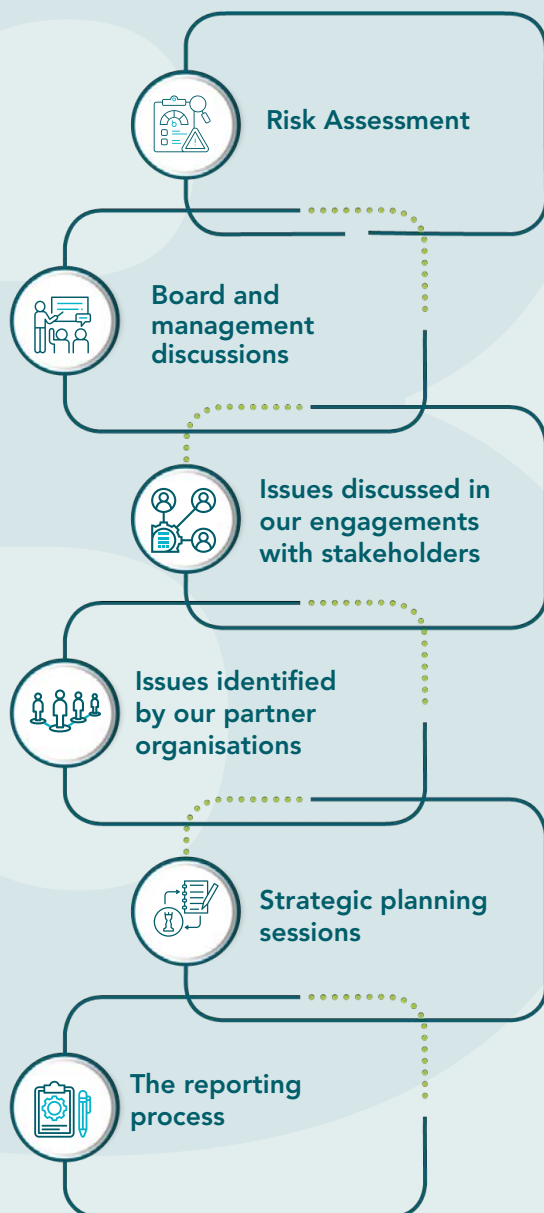 Risk Assessment
Board and
management
discussions
Issues discussed in
our engagements
with stakeholders
Issues identified
by our partner
organisations
Strategic planning
sessions
The reporting
process